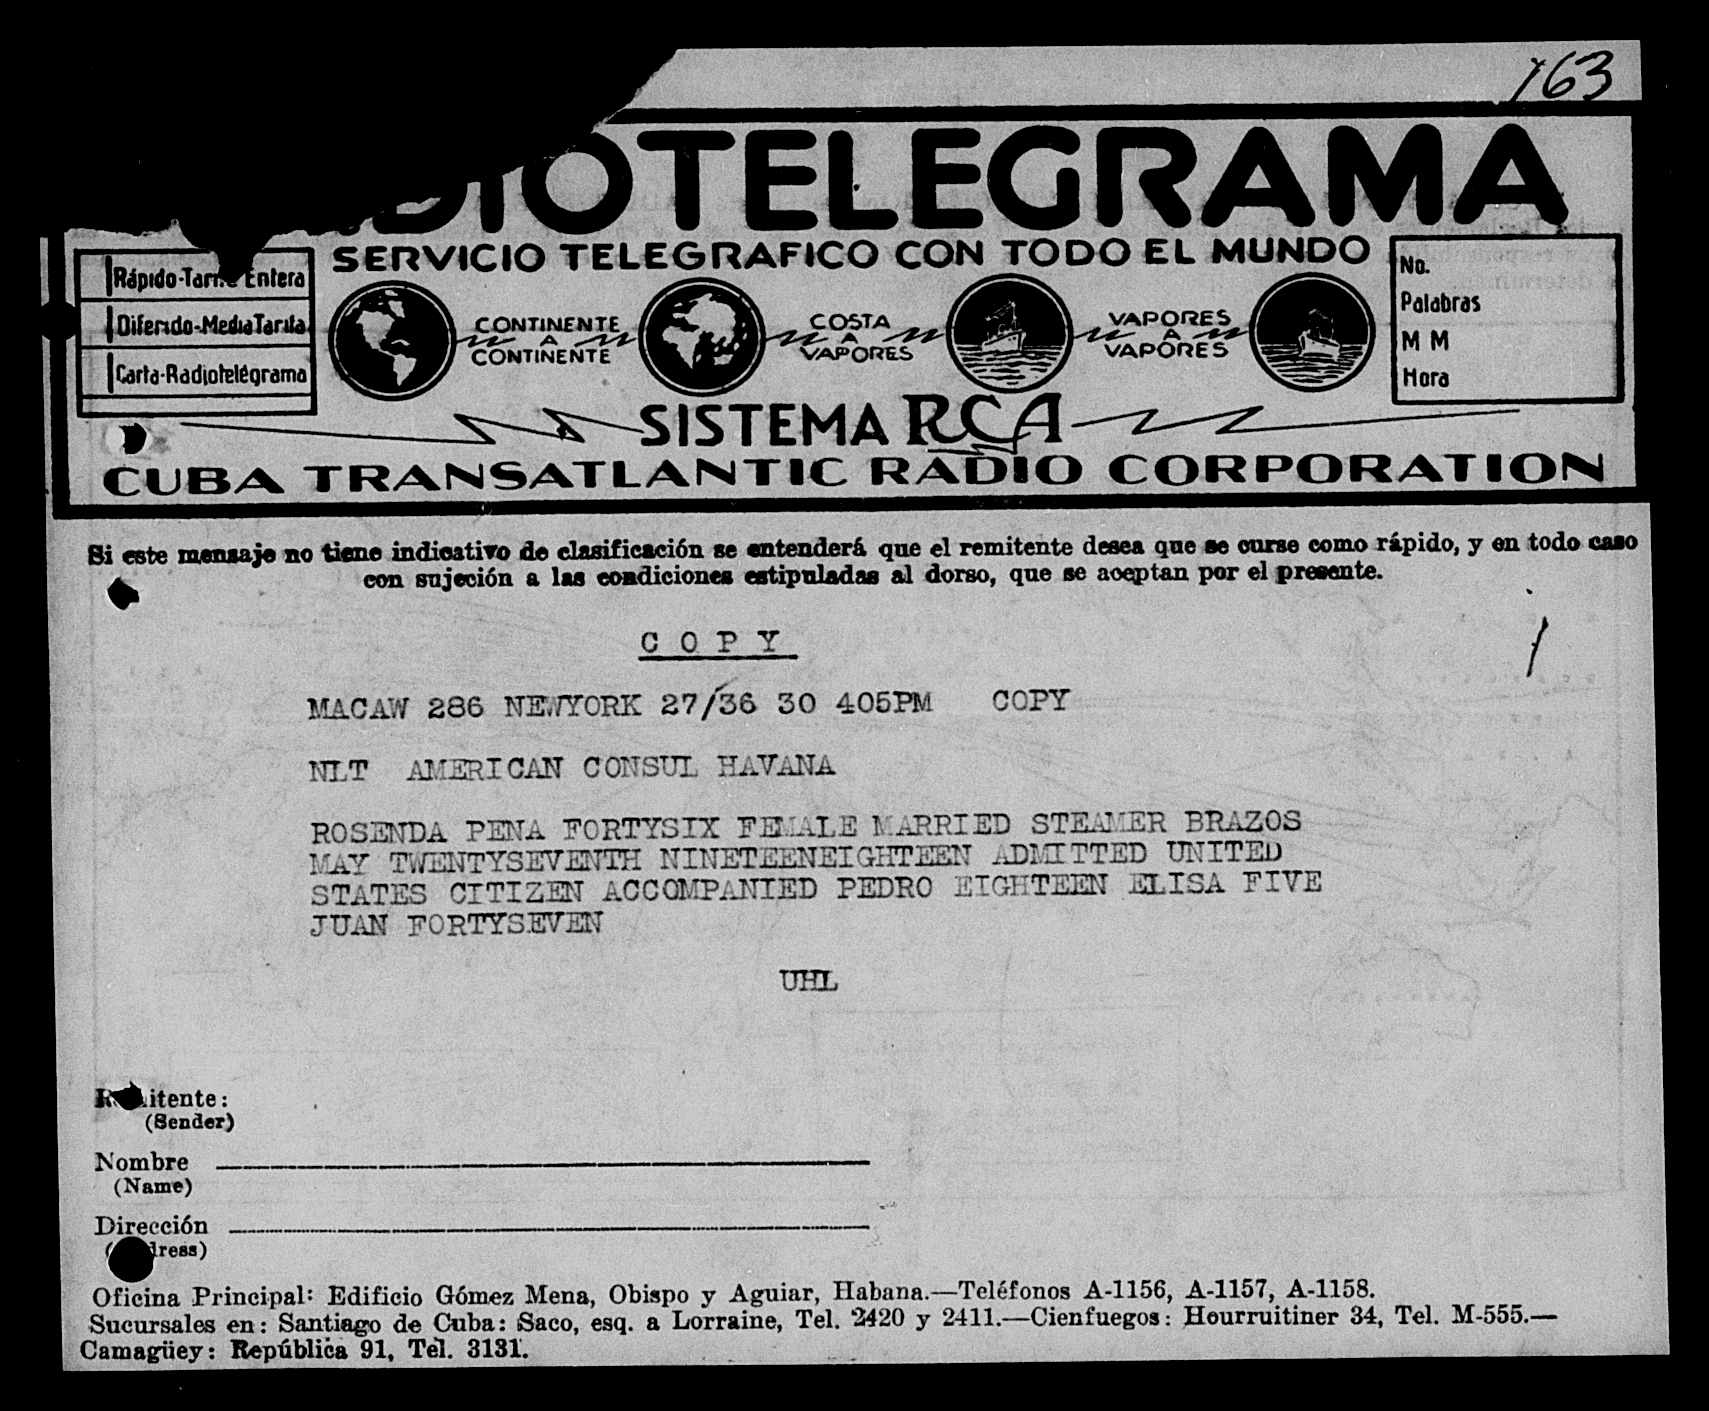 163
DIOTELEGRAMA
SERVICIO TELEGRAFICO CON TODO EL MUNDO
Rápido- Entera
Diferido-Media Tarifa
Carta-Radiotelégrama
CONTINENTE
A
CONTINENTE
COSTA
A
VAPORES
VAPORES
A
VAPORES
No.
Palabras
M M
Hora
SISTEMA RCA
CUBA TRANSATLANTIC RADIO CORPORATION
Si este mensaje no tiene indicativo de clasificación se entenderá que el remitente desea que se curse como rápido, y en todo caso
con sujeción a las condiciones estipuladas al dorso, que se aceptan por el presente.
COPY
MACAW 286 NEWYORK 27/36 30 405PM COPY
NLT AMERICAN CONSUL HAVANA
ROSENDA PENA FORTYSIX FEMALE MARRIED STEAMER BRAZOS
MAY TWENTYSEVENTH NINETEENEIGHTEEN ADMITTED UNITED
STATES CITIZEN ACCOMPANIED PEDRO EIGHTEEN ELISA FIVE
JUAN FORTYSEVEN
UHL
Remitente:
(Sender)
Nombre
(Name)
Dirección
(Address)
Oficina Principal: Edificio Gómez Mena, Obispo y Aguiar, Habana.—Teléfonos A-1156, A-1157, A-1158.
Sucursales en: Santiago de Cuba: Saco, esq. a Lorraine, Tel. 2420 y 2411.—Cienfuegos: Hourruitiner 34, Tel. M-555.—
Camagüey: República 91, Tel. 3131.